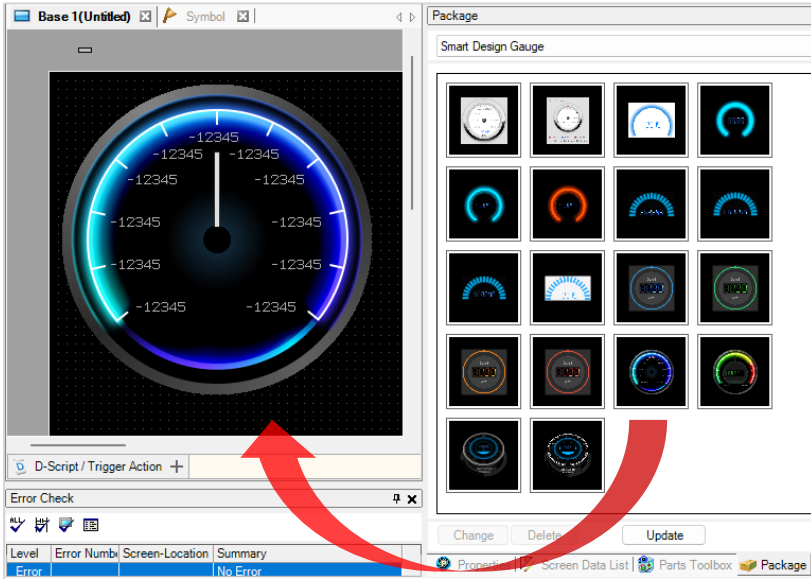 Base 1(Untitled)
Symbol
-12345
-12345
-12345
-12345
-12345
-12345
-12345
-12345
-12345
-12345
-12345
D-Script / Trigger Action
Error Check
ALL
Level Error Numbe Screen-Location Summary
Error No Error
Package
Smart Design Gauge
Change Delete Update
Properties Screen Data List Parts Toolbox Package